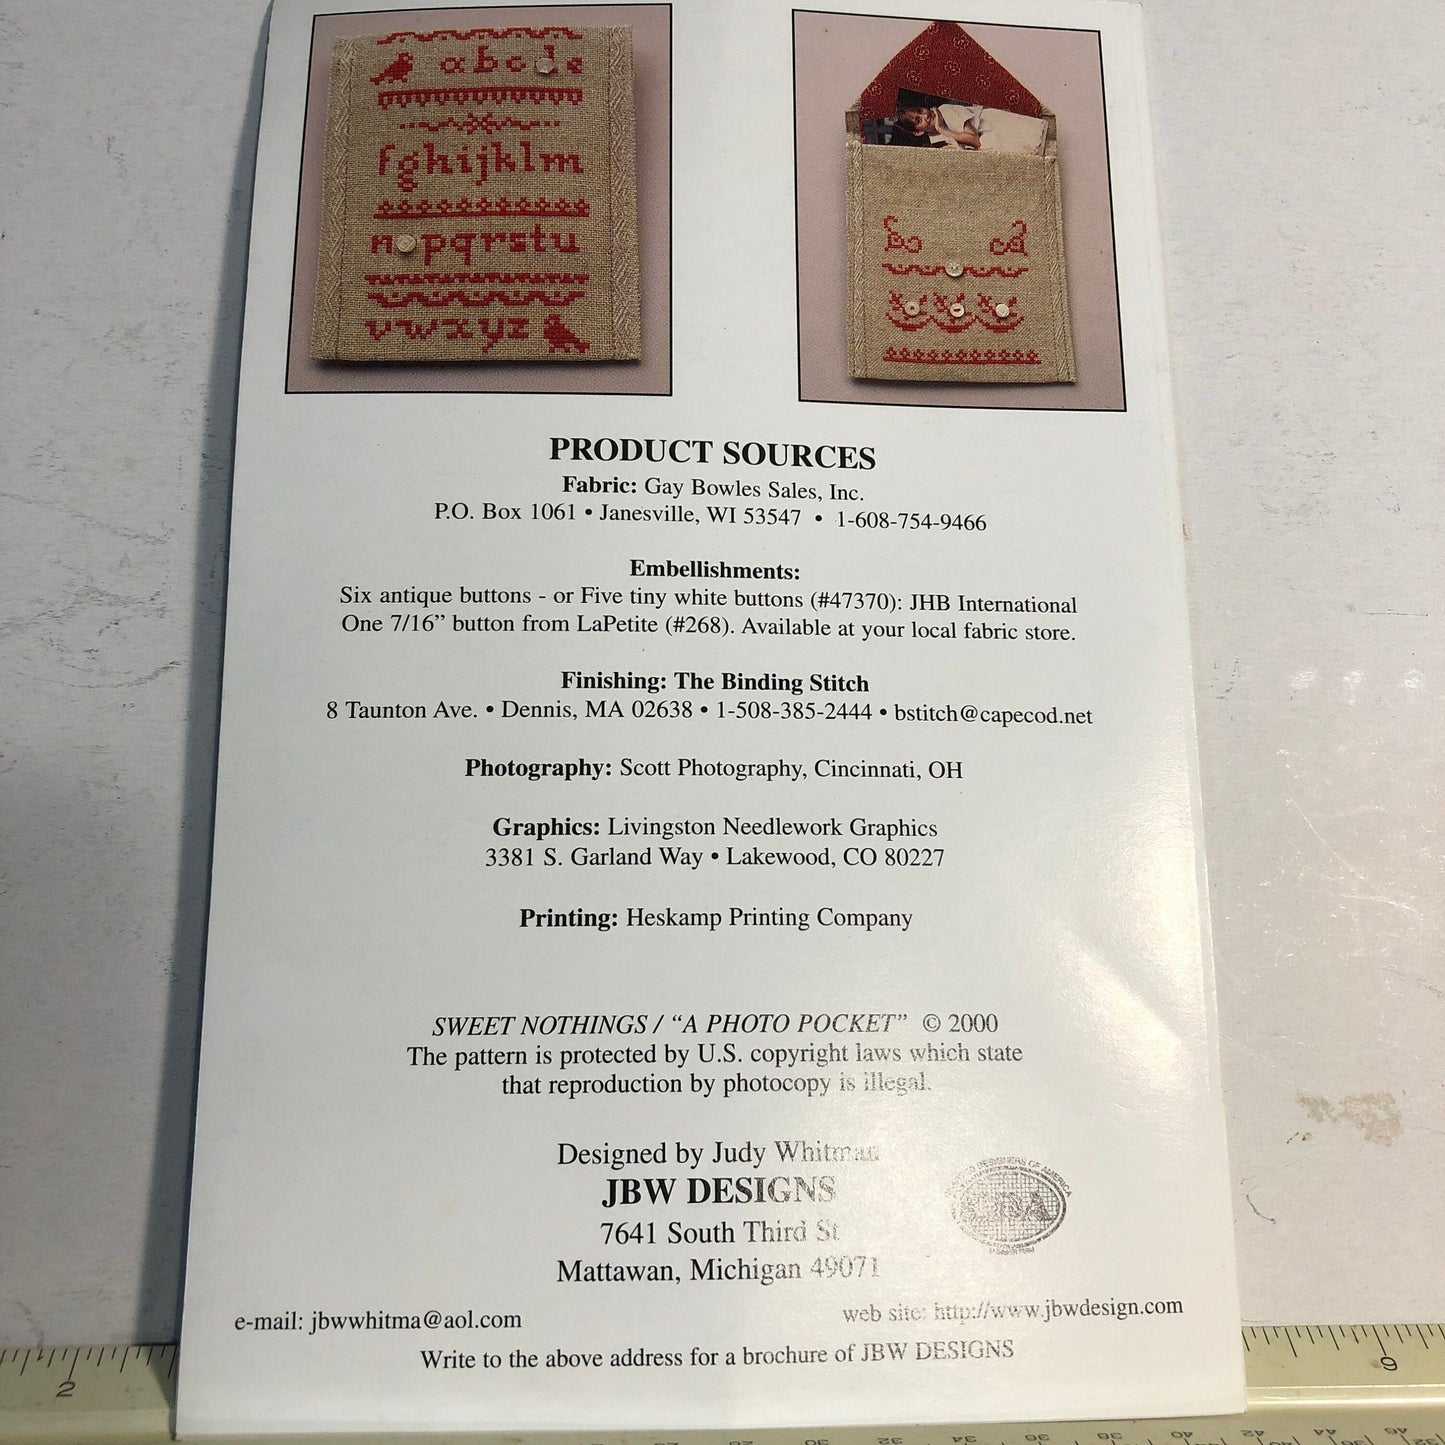 a b c d e
f g h i j k l m
n p q r s t u
v w x y z
PRODUCT SOURCES
Fabric: Gay Bowles Sales, Inc.
P.O. Box 1061 • Janesville, WI 53547 • 1-608-754-9466
Embellishments:
Six antique buttons - or Five tiny white buttons (#47370): JHB International
One 7/16” button from LaPetite (#268). Available at your local fabric store.
Finishing: The Binding Stitch
8 Taunton Ave. • Dennis, MA 02638 • 1-508-385-2444 • bstitch@capecod.net
Photography: Scott Photography, Cincinnati, OH
Graphics: Livingston Needlework Graphics
3381 S. Garland Way • Lakewood, CO 80227
Printing: Heskamp Printing Company
SWEET NOTHINGS / “A PHOTO POCKET” © 2000
The pattern is protected by U.S. copyright laws which state
that reproduction by photocopy is illegal.
Designed by Judy Whitman
JBW DESIGNS
7641 South Third St
Mattawan, Michigan 49071
DESIGNERS OF AMERICA
e-mail: jbwwhitma@aol.com
web site: http://www.jbwdesign.com
Write to the above address for a brochure of JBW DESIGNS
2
9